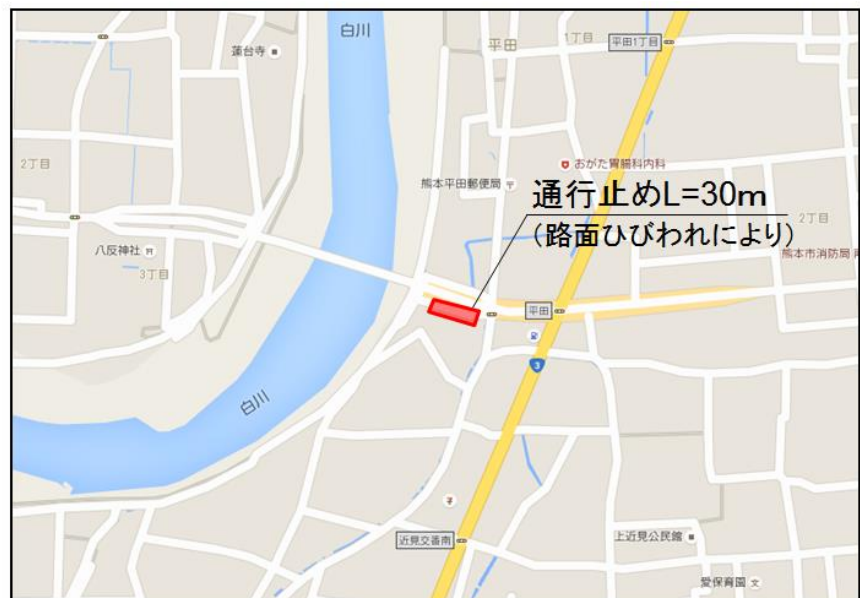 白川
平田
1丁目
平田1丁目
蓮台寺
2丁目
おがた胃腸科内科
熊本平田郵便局
通行止めL=30m
(路面ひびわれにより)
2丁目
八反神社
3丁目
熊本市消防局
平田
3
白川
近見交番南
上近見公民館
愛保育園
文